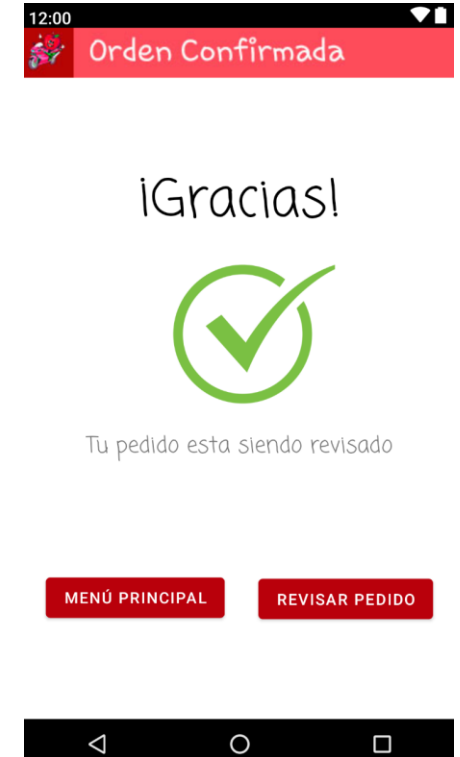 12:00
Orden Confirmada
¡Gracias!
Tu pedido esta siendo revisado
MENÚ PRINCIPAL
REVISAR PEDIDO